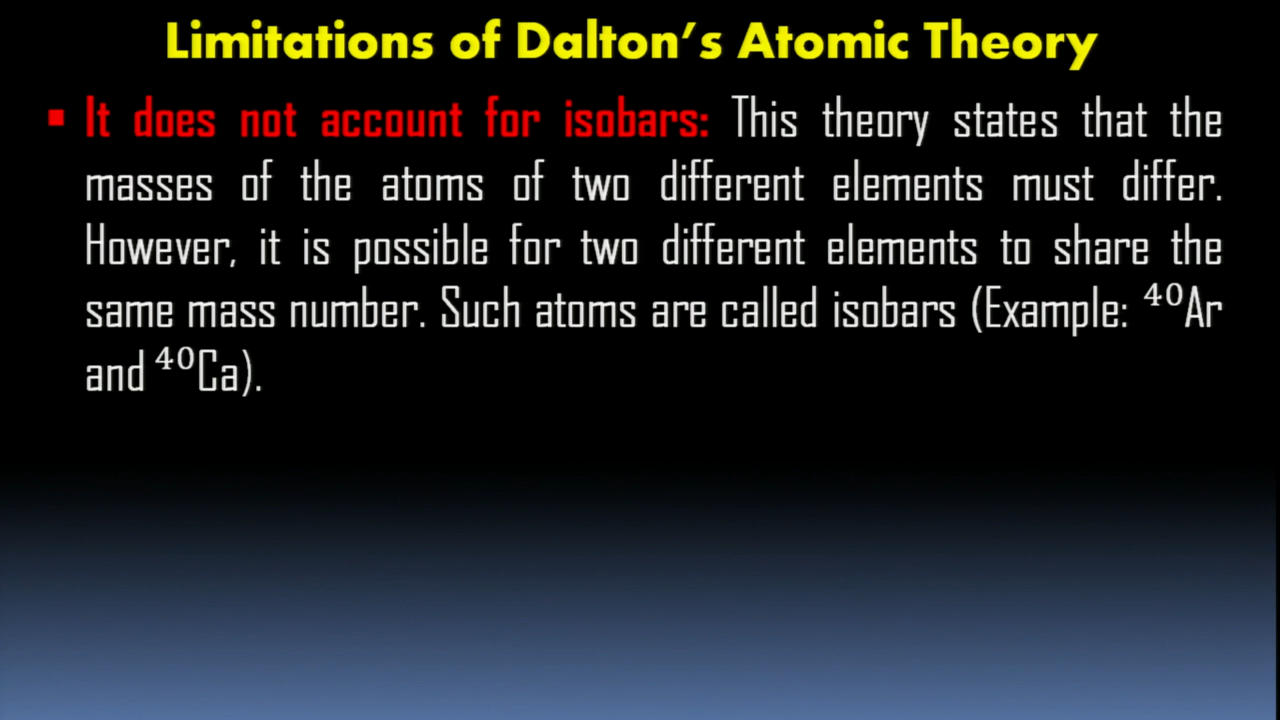 Limitations of Dalton’s Atomic Theory
▪ It does not account for isobars: This theory states that the
masses of the atoms of two different elements must differ.
However, it is possible for two different elements to share the
same mass number. Such atoms are called isobars (Example: ⁴⁰Ar
and ⁴⁰Ca).